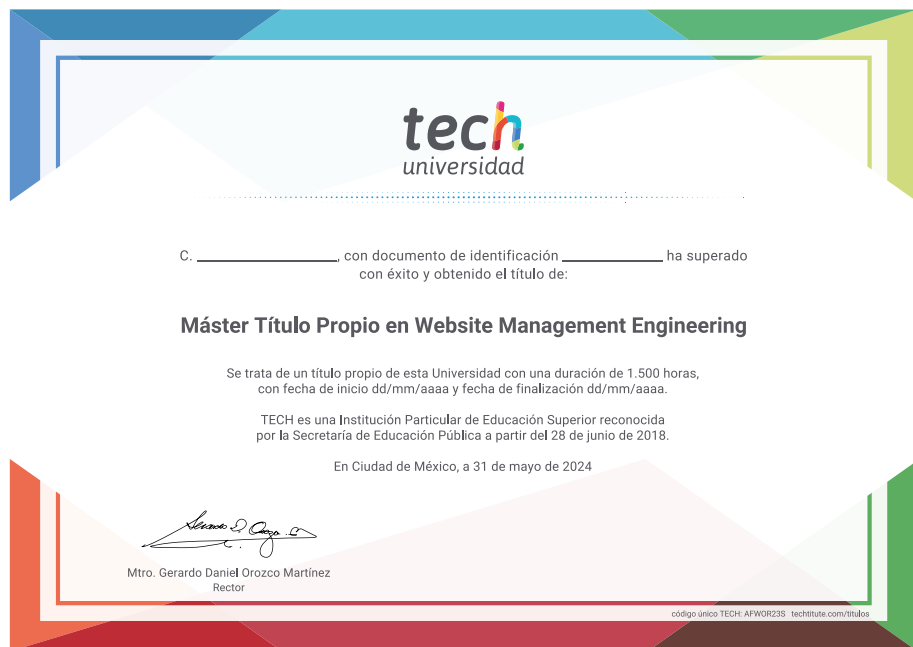 tech
universidad
C. ____________________, con documento de identificación ______________ ha superado
con éxito y obtenido el título de:
Máster Título Propio en Website Management Engineering
Se trata de un título propio de esta Universidad con una duración de 1.500 horas,
con fecha de inicio dd/mm/aaaa y fecha de finalización dd/mm/aaaa.
TECH es una Institución Particular de Educación Superior reconocida
por la Secretaría de Educación Pública a partir del 28 de junio de 2018.
En Ciudad de México, a 31 de mayo de 2024
Mtro. Gerardo Daniel Orozco Martínez
Rector
código único TECH: AFWOR23S techtitute.com/titulos